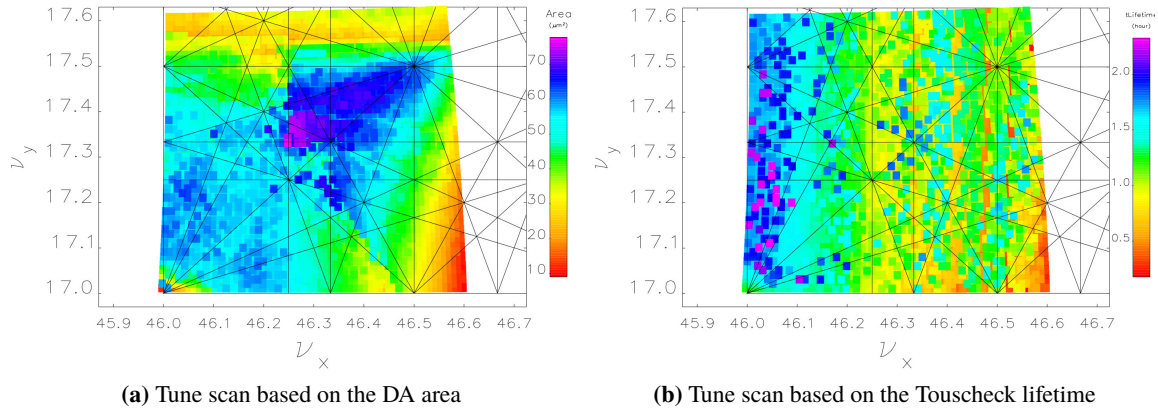 Area
(μm²)
17.6
17.5
17.4
17.3
17.2
17.1
17.0
ν y
70
60
50
40
30
20
10
45.9 46.0 46.1 46.2 46.3 46.4 46.5 46.6 46.7
ν x
(a) Tune scan based on the DA area
tLifetime
(hour)
17.6
17.5
17.4
17.3
17.2
17.1
17.0
ν y
2.0
1.5
1.0
0.5
45.9 46.0 46.1 46.2 46.3 46.4 46.5 46.6 46.7
ν x
(b) Tune scan based on the Touscheck lifetime